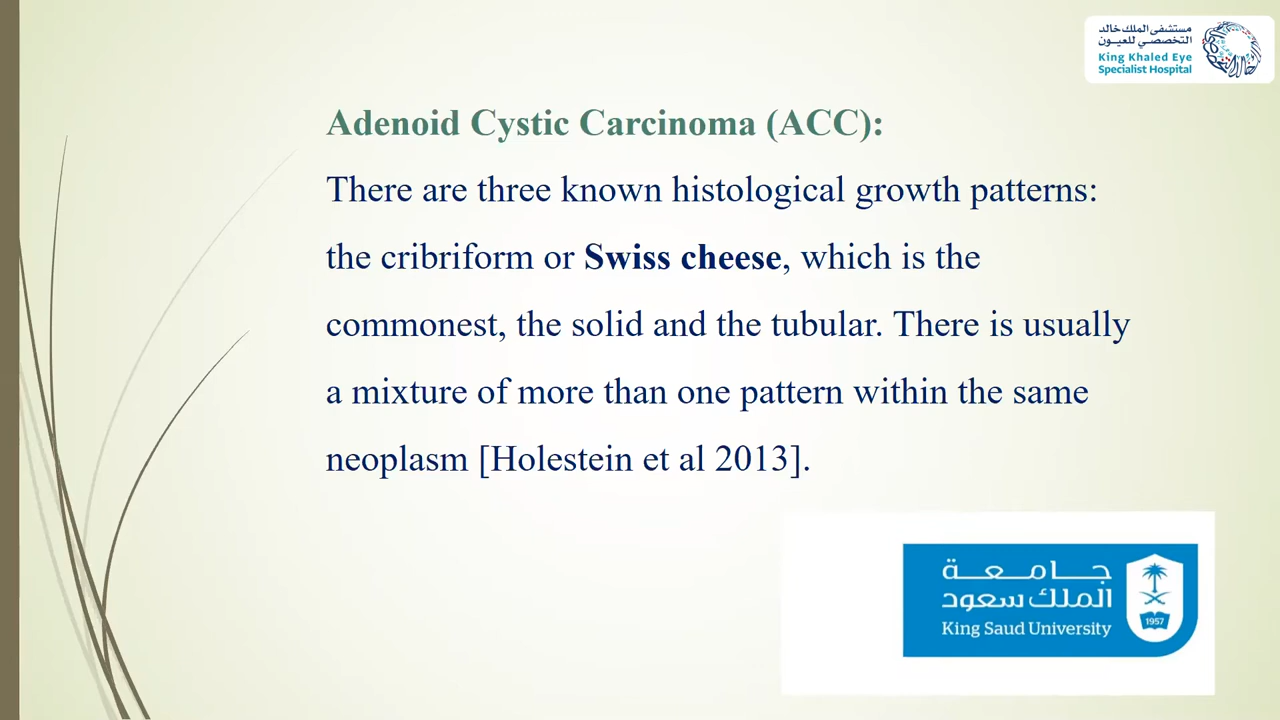 مستشفى الملك خالد
التخصصي للعيون
King Khaled Eye
Specialist Hospital
Adenoid Cystic Carcinoma (ACC):
There are three known histological growth patterns:
the cribriform or Swiss cheese, which is the
commonest, the solid and the tubular. There is usually
a mixture of more than one pattern within the same
neoplasm [Holestein et al 2013].
جامعة
الملك سعود
King Saud University
1957